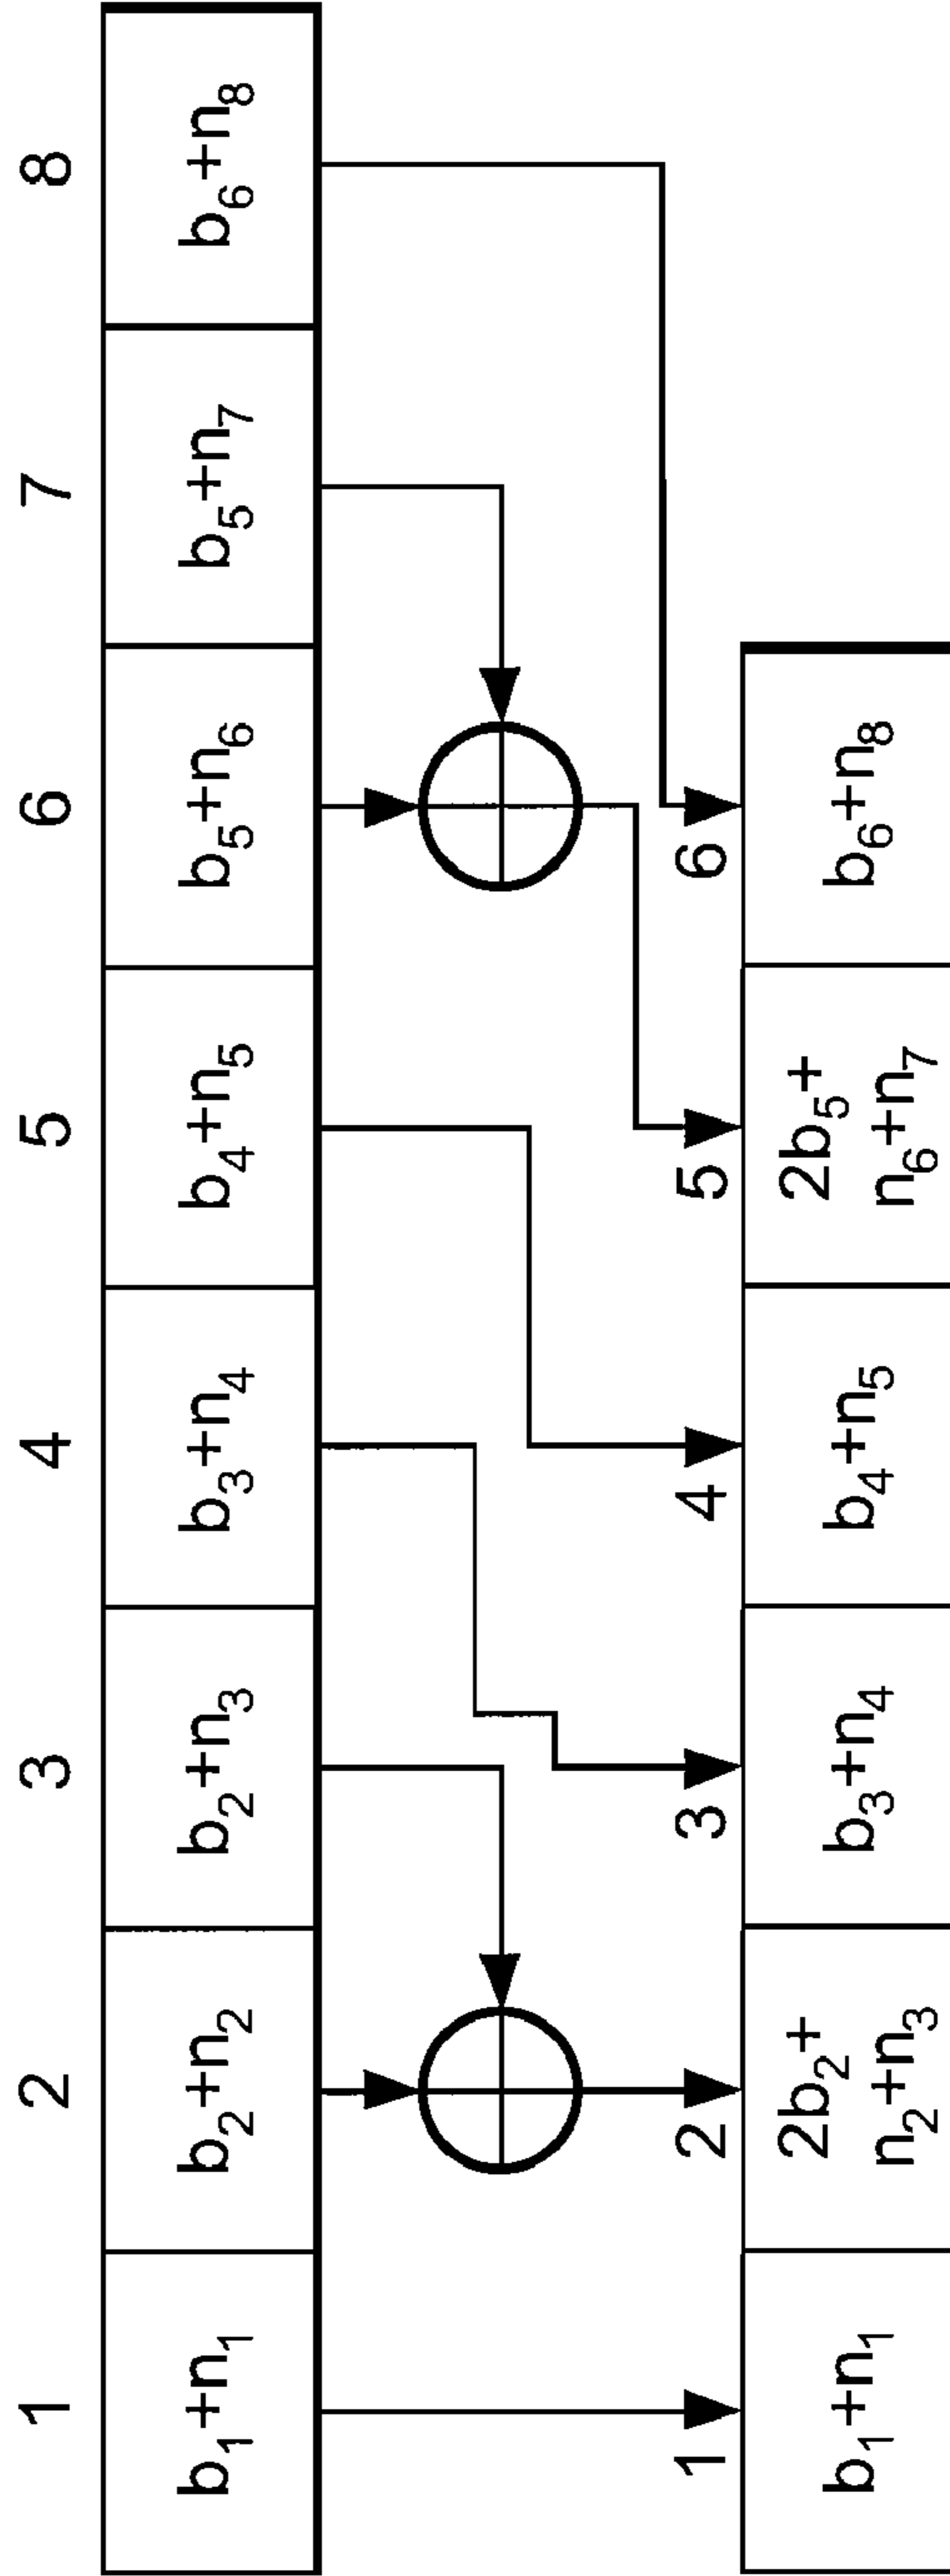 1 2 3 4 5 6 7 8
b₁+n₁ b₂+n₂ b₂+n₃ b₃+n₄ b₄+n₅ b₅+n₆ b₅+n₇ b₆+n₈
1 2 3 4 5 6
b₁+n₁ 2b₂+ n₂+n₃ b₃+n₄ b₄+n₅ 2b₅+ n₆+n₇ b₆+n₈